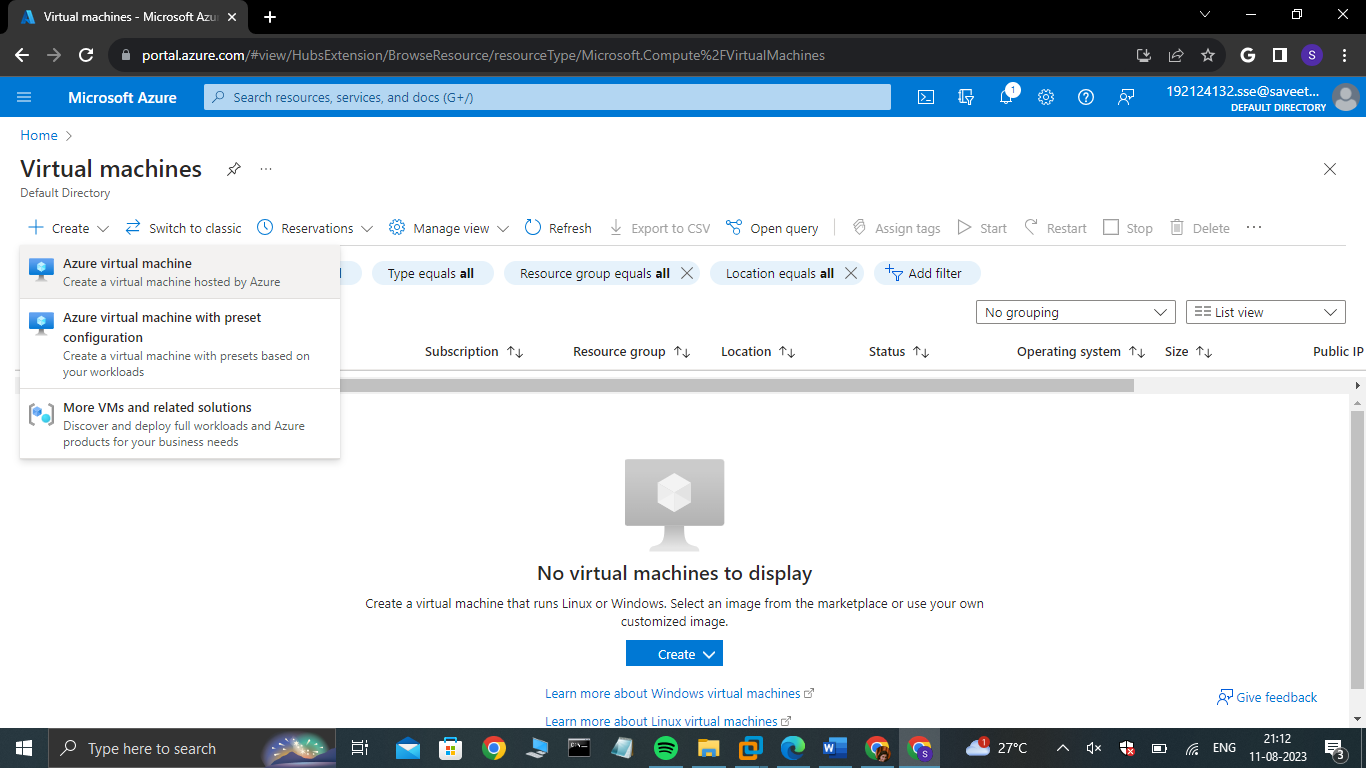 Virtual machines - Microsoft Azu
portal.azure.com/#view/HubsExtension/BrowseResource/resourceType/Microsoft.Compute%2FVirtualMachines
G
S
Microsoft Azure
Search resources, services, and docs (G+/)
1
192124132.sse@saveet...
DEFAULT DIRECTORY
Home
Virtual machines
Default Directory
Create
Switch to classic
Reservations
Manage view
Refresh
Export to CSV
Open query
Assign tags
Start
Restart
Stop
Delete
Azure virtual machine
Create a virtual machine hosted by Azure
Azure virtual machine with preset
configuration
Create a virtual machine with presets based on
your workloads
More VMs and related solutions
Discover and deploy full workloads and Azure
products for your business needs
Type equals all
Resource group equals all
Location equals all
Add filter
No grouping
List view
Subscription
Resource group
Location
Status
Operating system
Size
Public IP
No virtual machines to display
Create a virtual machine that runs Linux or Windows. Select an image from the marketplace or use your own
customized image.
Create
Learn more about Windows virtual machines
Learn more about Linux virtual machines
Give feedback
Type here to search
W
S
1
27°C
ENG
21:12
11-08-2023
3